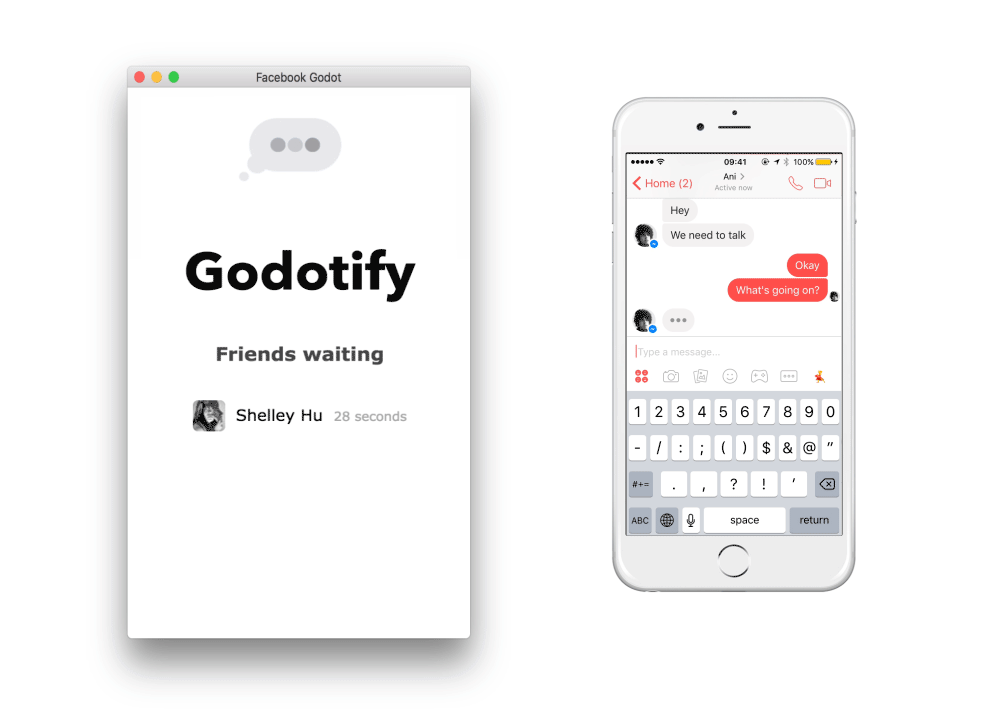 Facebook Godot
Godotify
Friends waiting
Shelley Hu 28 seconds
09:41 100%
Home (2) Ani
Active now
Hey
We need to talk
Okay
What's going on?
Type a message...
1 2 3 4 5 6 7 8 9 0
- / : ; ( ) $ & @ "
#+= . , ? ! '
ABC space return